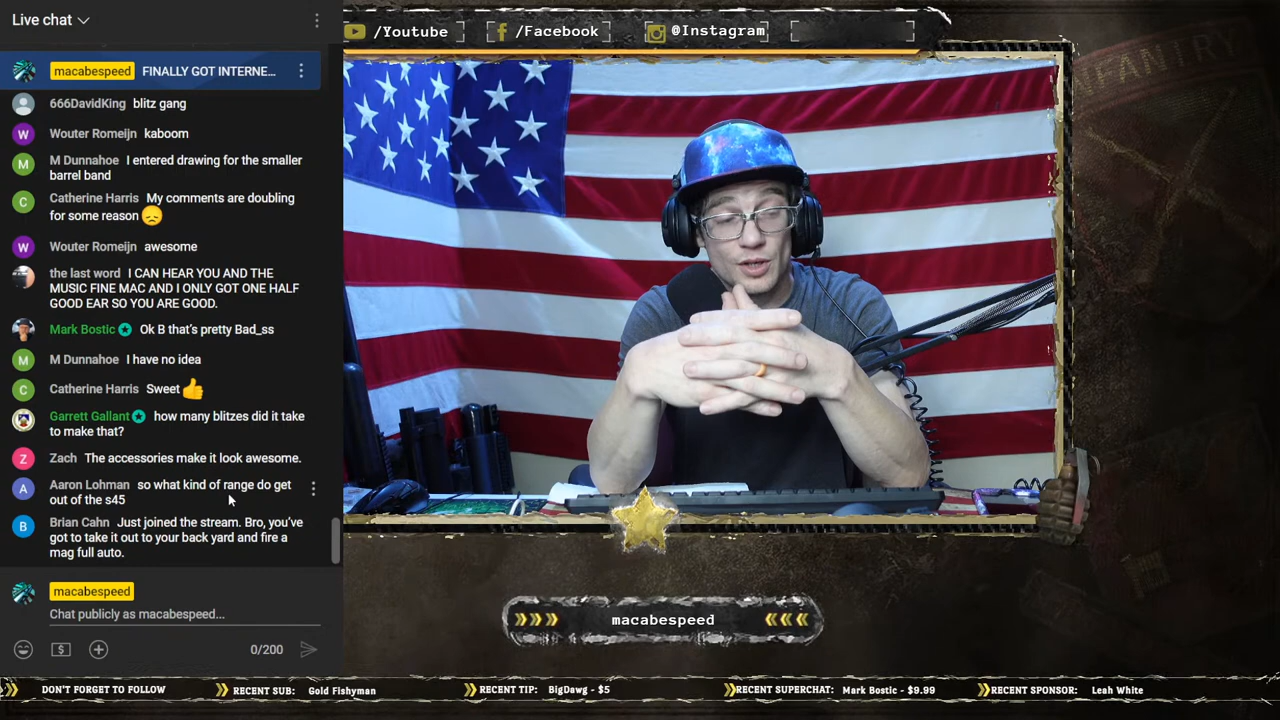 Live chat
macabespeed FINALLY GOT INTERNE...
666DavidKing blitz gang
W Wouter Romeijn kaboom
M M Dunnahoe I entered drawing for the smaller
barrel band
C Catherine Harris My comments are doubling
for some reason 😞
W Wouter Romeijn awesome
the last word I CAN HEAR YOU AND THE
MUSIC FINE MAC AND I ONLY GOT ONE HALF
GOOD EAR SO YOU ARE GOOD.
Mark Bostic Ok B that's pretty Bad_ss
M M Dunnahoe I have no idea
C Catherine Harris Sweet 👍
Garrett Gallant how many blitzes did it take
to make that?
Z Zach The accessories make it look awesome.
A Aaron Lohman so what kind of range do get
out of the s45
B Brian Cahn Just joined the stream. Bro, you've
got to take it out to your back yard and fire a
mag full auto.
macabespeed
Chat publicly as macabespeed...
0/200
/Youtube
f /Facebook
@Instagram
INFANTRY
macabespeed
DON'T FORGET TO FOLLOW
RECENT SUB: Gold Fishyman
RECENT TIP: BigDawg - $5
RECENT SUPERCHAT: Mark Bostic - $9.99
RECENT SPONSOR: Leah White